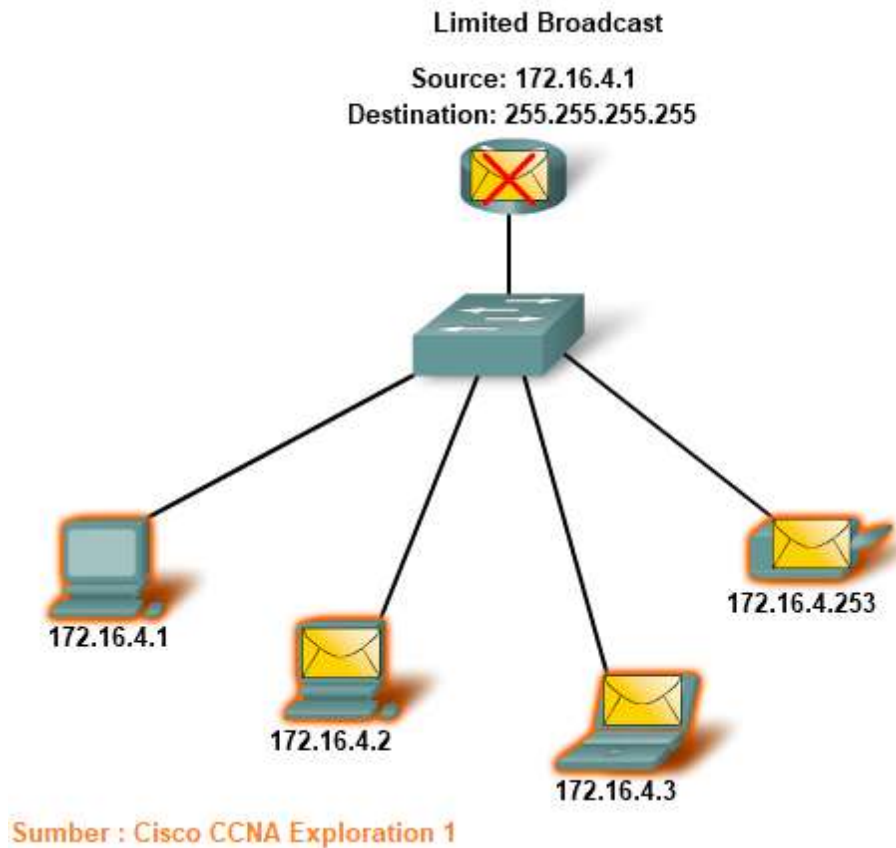 Limited Broadcast
Source: 172.16.4.1
Destination: 255.255.255.255
172.16.4.1
172.16.4.2
172.16.4.3
172.16.4.253
Sumber : Cisco CCNA Exploration 1